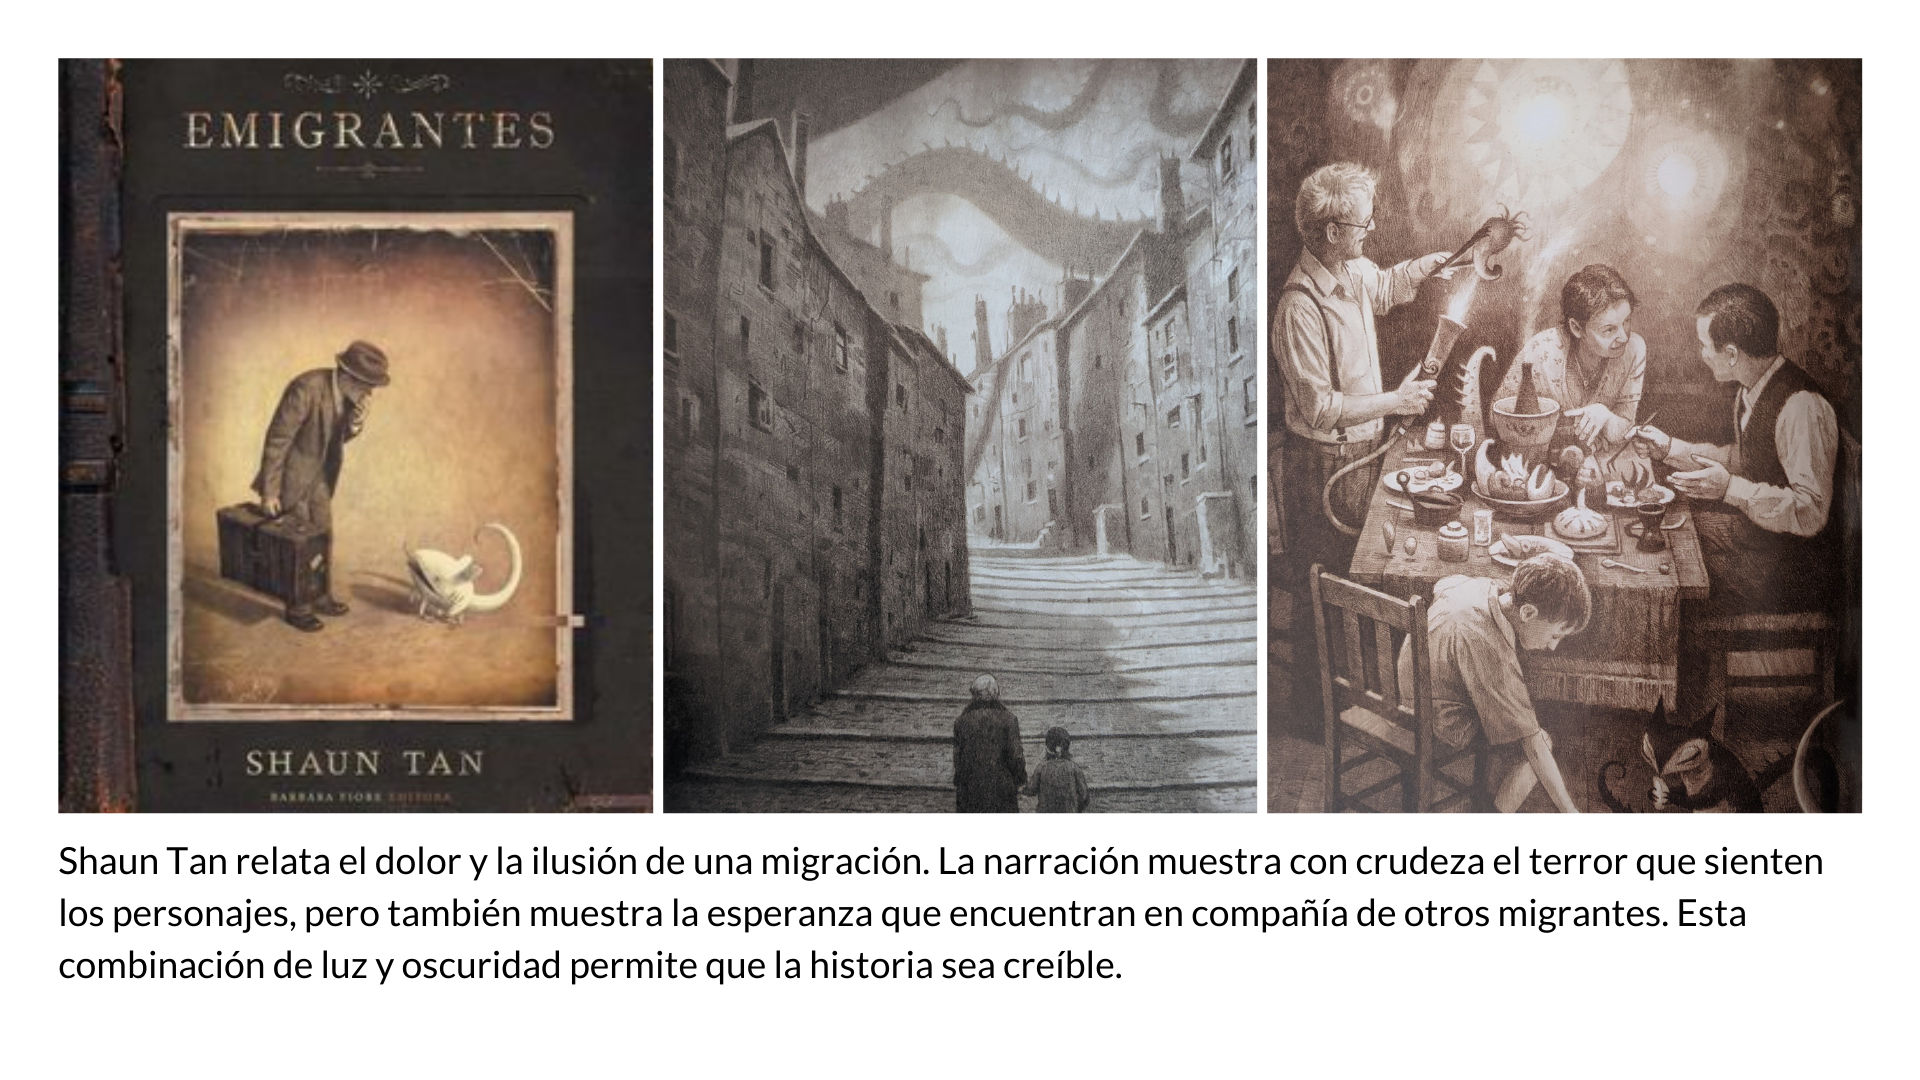 EMIGRANTES
SHAUN TAN
BARBARA FIORE EDITORA
Shaun Tan relata el dolor y la ilusión de una migración. La narración muestra con crudeza el terror que sienten
los personajes, pero también muestra la esperanza que encuentran en compañía de otros migrantes. Esta
combinación de luz y oscuridad permite que la historia sea creíble.